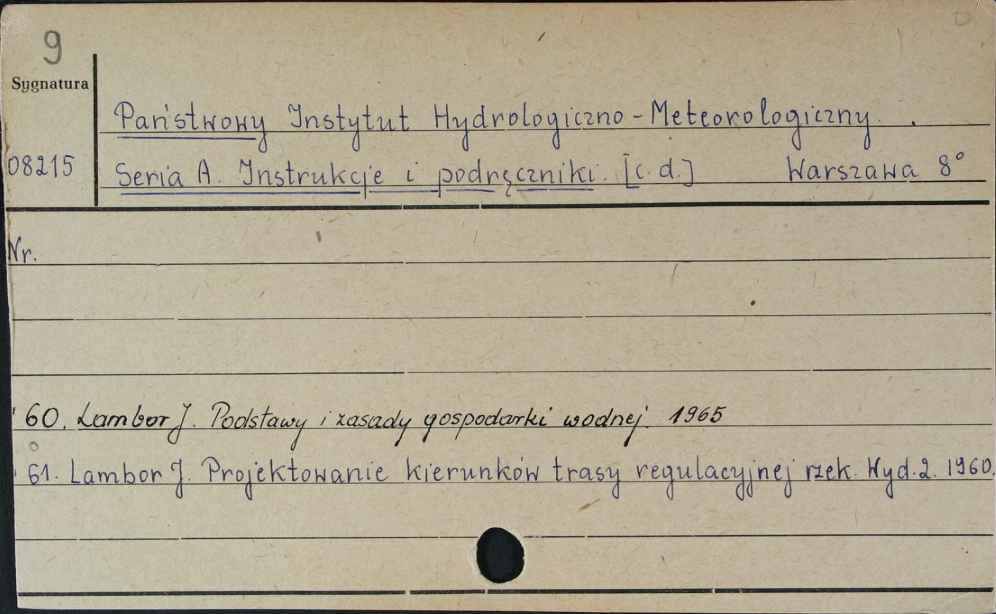 9
Sygnatura
Państwowy Instytut Hydrologiczno-Meteorologiczny.
08215
Seria A. Instrukcje i podręczniki. [c.d.] Warszawa 8°
Nr.
60. Lambor J. Podstawy i zasady gospodarki wodnej. 1965
61. Lambor J. Projektowanie kierunków trasy regulacyjnej rzek. Wyd. 2. 1960.